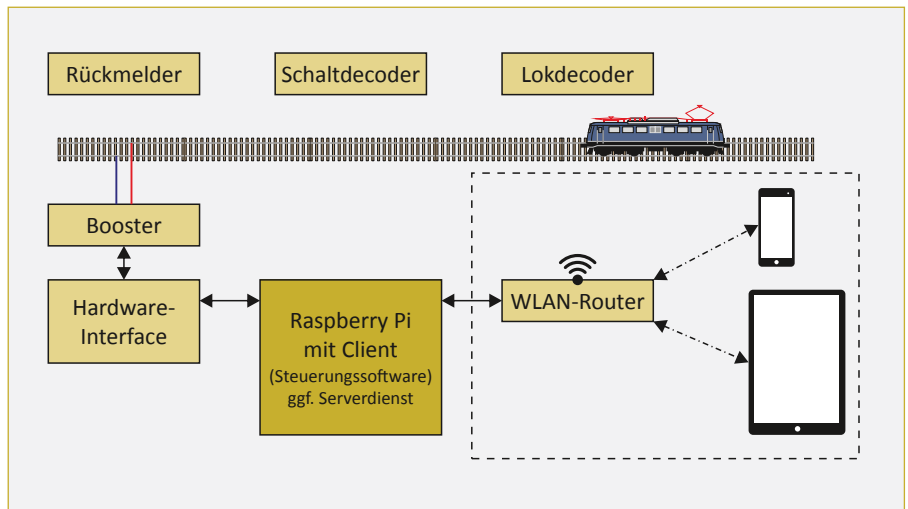 Rückmelder
Schaltdecoder
Lokdecoder
Booster
Hardware-
Interface
Raspberry Pi
mit Client
(Steuerungssoftware)
ggf. Serverdienst
WLAN-Router